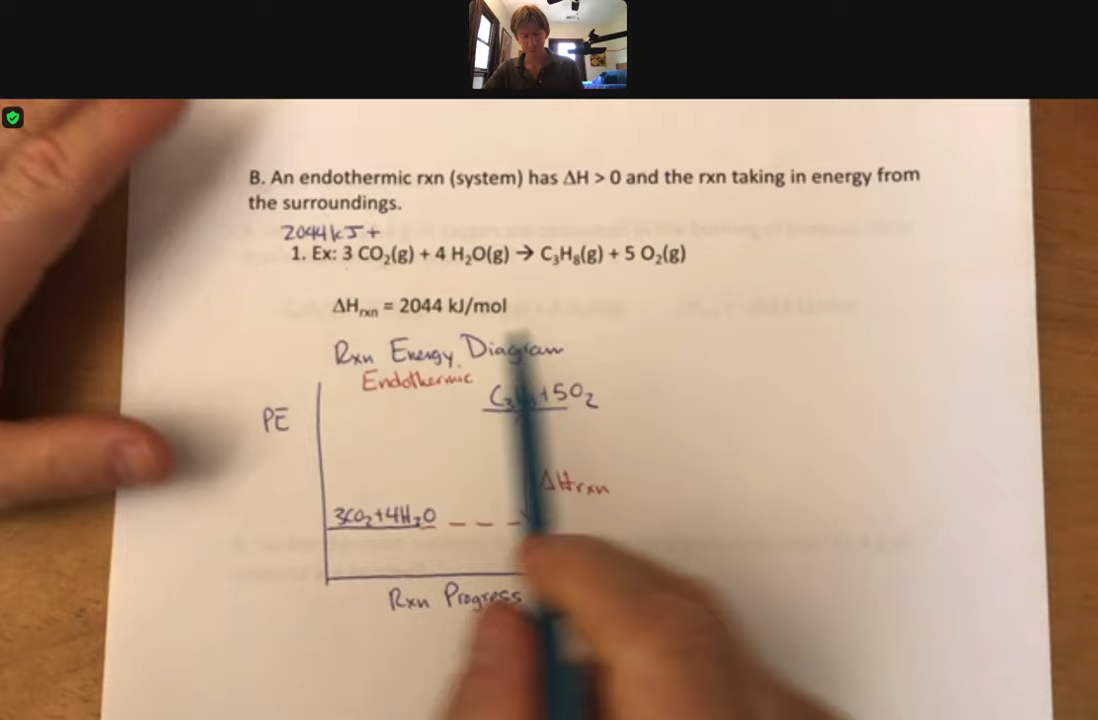 B. An endothermic rxn (system) has ΔH > 0 and the rxn taking in energy from
the surroundings.
2044 kJ +
1. Ex: 3 CO₂(g) + 4 H₂O(g) → C₃H₈(g) + 5 O₂(g)
ΔHrxn = 2044 kJ/mol
Rxn Energy Diagram
Endothermic
+ 5O₂
PE
ΔHrxn
3CO₂+4H₂O
Rxn Progress